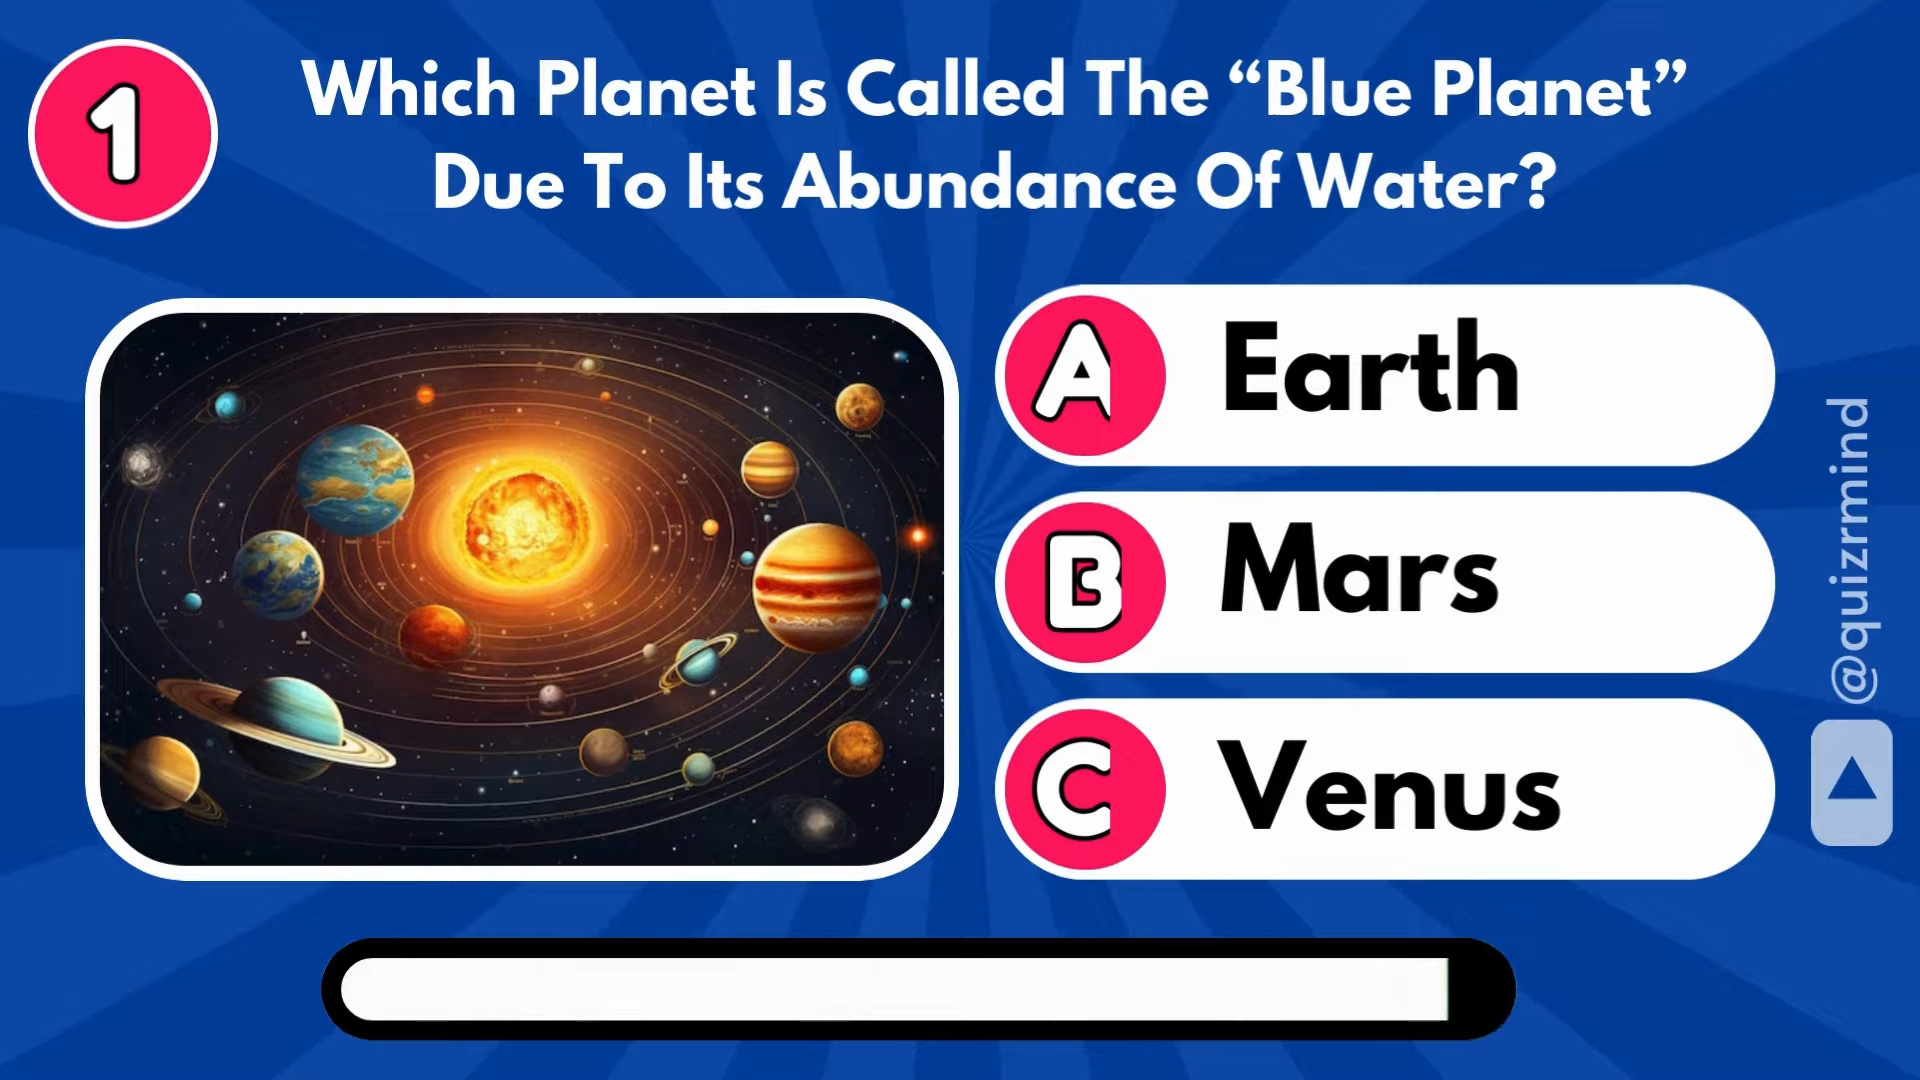 1
Which Planet Is Called The “Blue Planet”
Due To Its Abundance Of Water?
A Earth
B Mars
C Venus
@quizrmind